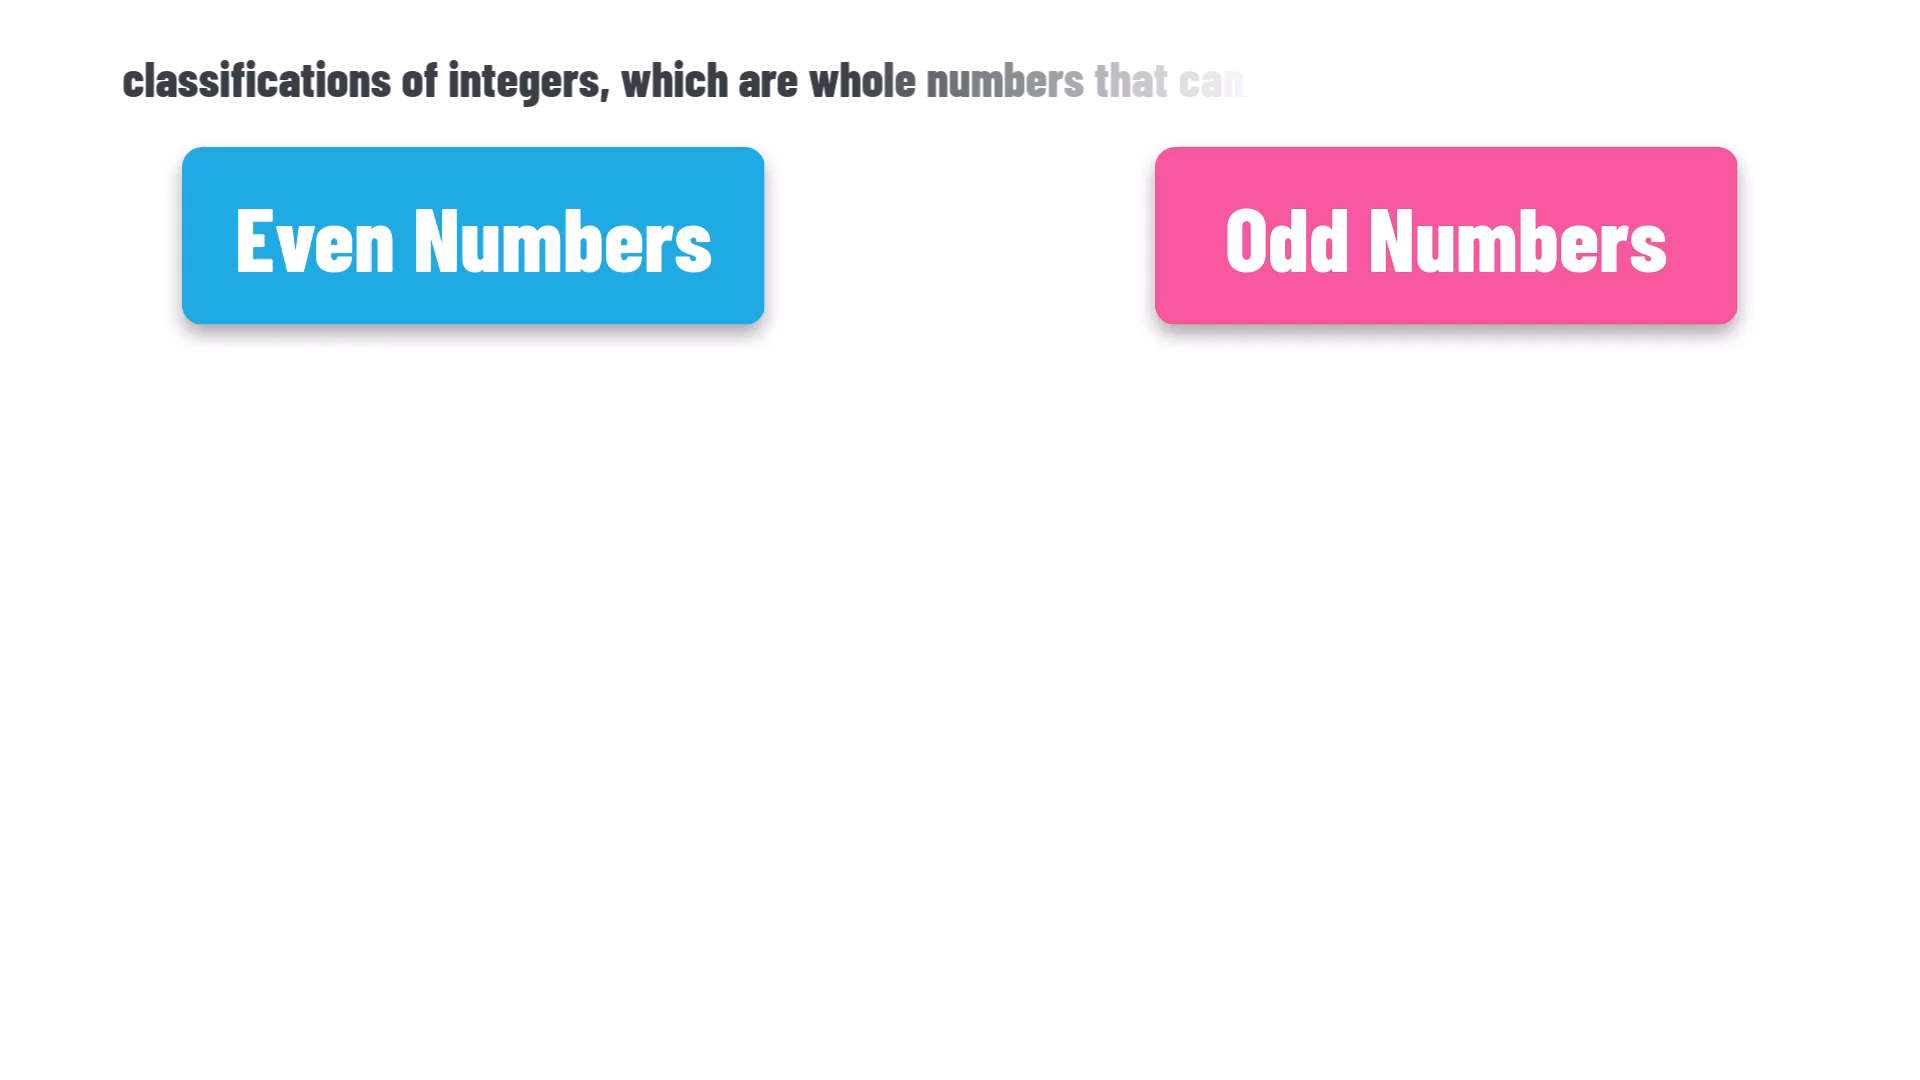 classifications of integers, which are whole numbers that can
Even Numbers
Odd Numbers